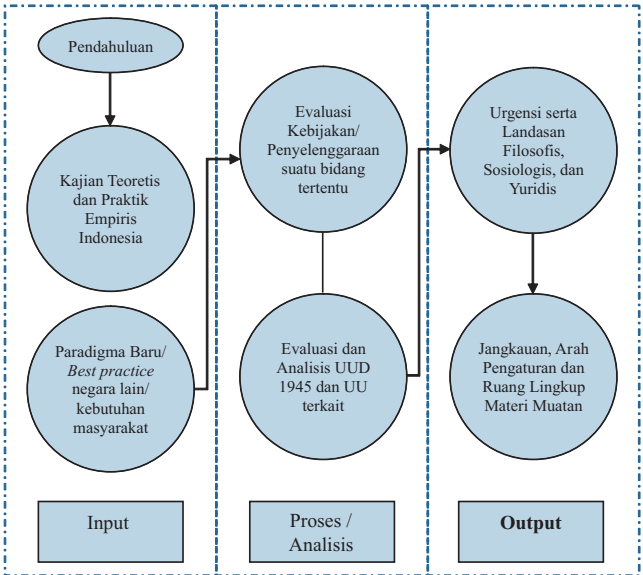 Pendahuluan
Kajian Teoretis
dan Praktik
Empiris
Indonesia
Paradigma Baru/
Best practice
negara lain/
kebutuhan
masyarakat
Input
Evaluasi
Kebijakan/
Penyelenggaraan
suatu bidang
tertentu
Evaluasi dan
Analisis UUD
1945 dan UU
terkait
Proses /
Analisis
Urgensi serta
Landasan
Filosofis,
Sosiologis, dan
Yuridis
Jangkauan, Arah
Pengaturan dan
Ruang Lingkup
Materi Muatan
Output